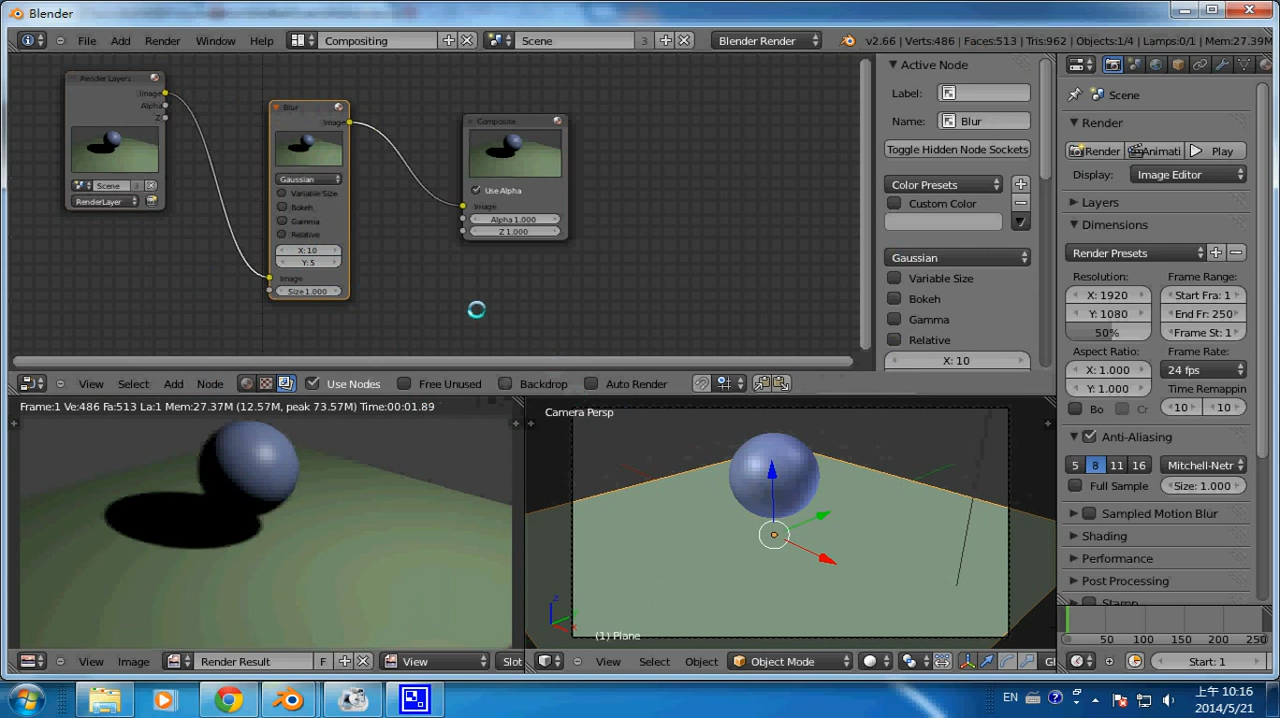 Blender
File Add Render Window Help Compositing Scene 3 Blender Render v2.66 | Verts:486 | Faces:513 | Tris:962 | Objects:1/4 | Lamps:0/1 | Mem:27.39M
Render Layers
Image
Alpha
Z
Scene 3
RenderLayer
Blur
Image
Gaussian
Variable Size
Bokeh
Gamma
Relative
X: 10
Y: 5
Image
Size 1.000
Composite
Use Alpha
Image
Alpha 1.000
Z 1.000
Active Node
Label:
Name: Blur
Toggle Hidden Node Sockets
Color Presets
Custom Color
Gaussian
Variable Size
Bokeh
Gamma
Relative
X: 10
Scene
Render
Render Animati Play
Display: Image Editor
Layers
Dimensions
Render Presets
Resolution: Frame Range:
X: 1920 Start Fra: 1
Y: 1080 End Fr: 250
50% Frame St: 1
Aspect Ratio: Frame Rate:
X: 1.000 24 fps
Y: 1.000 Time Remappin
Bo Cr 10 10
Anti-Aliasing
5 8 11 16 Mitchell-Netr
Full Sample Size: 1.000
Sampled Motion Blur
Shading
Performance
Post Processing
Stamp
View Select Add Node Use Nodes Free Unused Backdrop Auto Render
Frame:1 Ve:486 Fa:513 La:1 Mem:27.37M (12.57M, peak 73.57M) Time:00:01.89
Camera Persp
z
(1) Plane
0 50 100 150 200 250
View Image Render Result F View Slot
View Select Object Object Mode Gl
Start: 1
EN
上午 10:16
2014/5/21